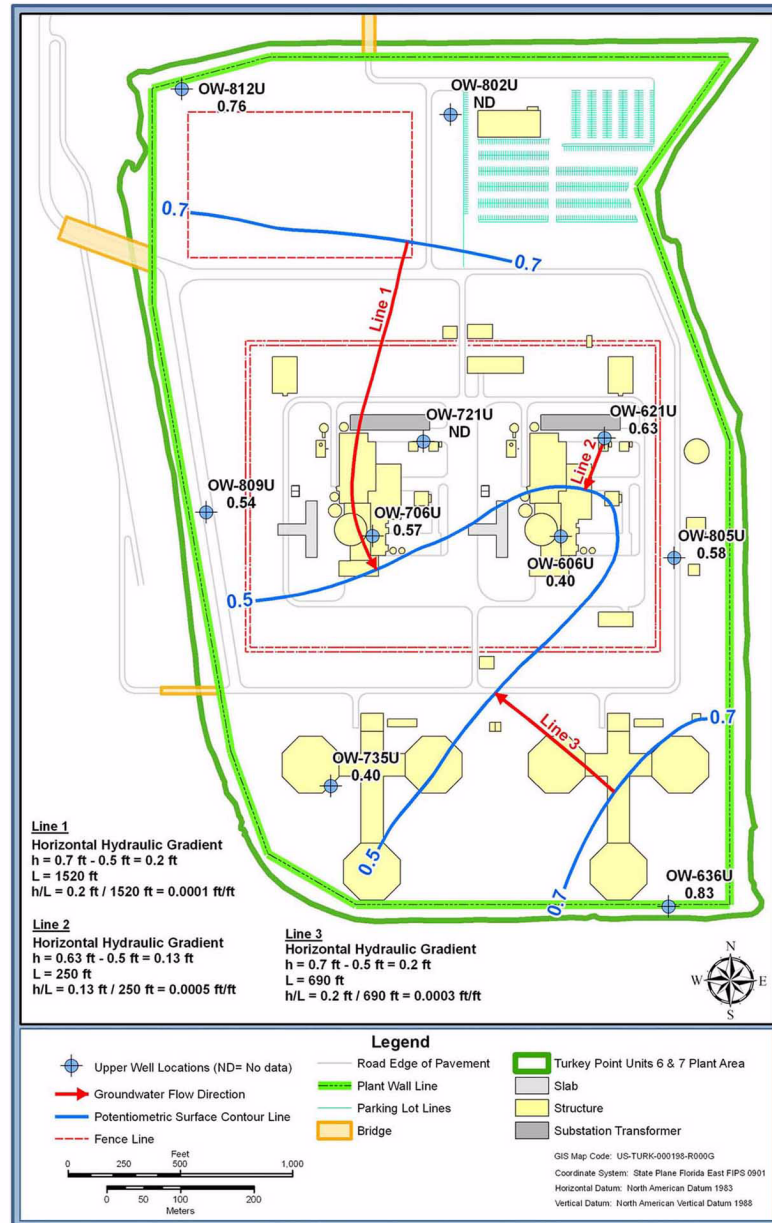 OW-812U
0.76
OW-802U
ND
0.7
0.7
Line 1
OW-721U
ND
OW-621U
0.63
Line 2
OW-809U
0.54
OW-706U
0.57
OW-606U
0.40
OW-805U
0.58
0.5
0.7
Line 3
OW-735U
0.40
0.5
0.7
OW-636U
0.83
Line 1
Horizontal Hydraulic Gradient
h = 0.7 ft - 0.5 ft = 0.2 ft
L = 1520 ft
h/L = 0.2 ft / 1520 ft = 0.0001 ft/ft
Line 2
Horizontal Hydraulic Gradient
h = 0.63 ft - 0.5 ft = 0.13 ft
L = 250 ft
h/L = 0.13 ft / 250 ft = 0.0005 ft/ft
Line 3
Horizontal Hydraulic Gradient
h = 0.7 ft - 0.5 ft = 0.2 ft
L = 690 ft
h/L = 0.2 ft / 690 ft = 0.0003 ft/ft
N
W E
S
Legend
Upper Well Locations (ND= No data)
Groundwater Flow Direction
Potentiometric Surface Contour Line
Fence Line
Road Edge of Pavement
Plant Wall Line
Parking Lot Lines
Bridge
Turkey Point Units 6 & 7 Plant Area
Slab
Structure
Substation Transformer
Feet
0 250 500 1,000
0 50 100 200
Meters
GIS Map Code: US-TURK-000198-R000G
Coordinate System: State Plane Florida East FIPS 0901
Horizontal Datum: North American Datum 1983
Vertical Datum: North American Vertical Datum 1988